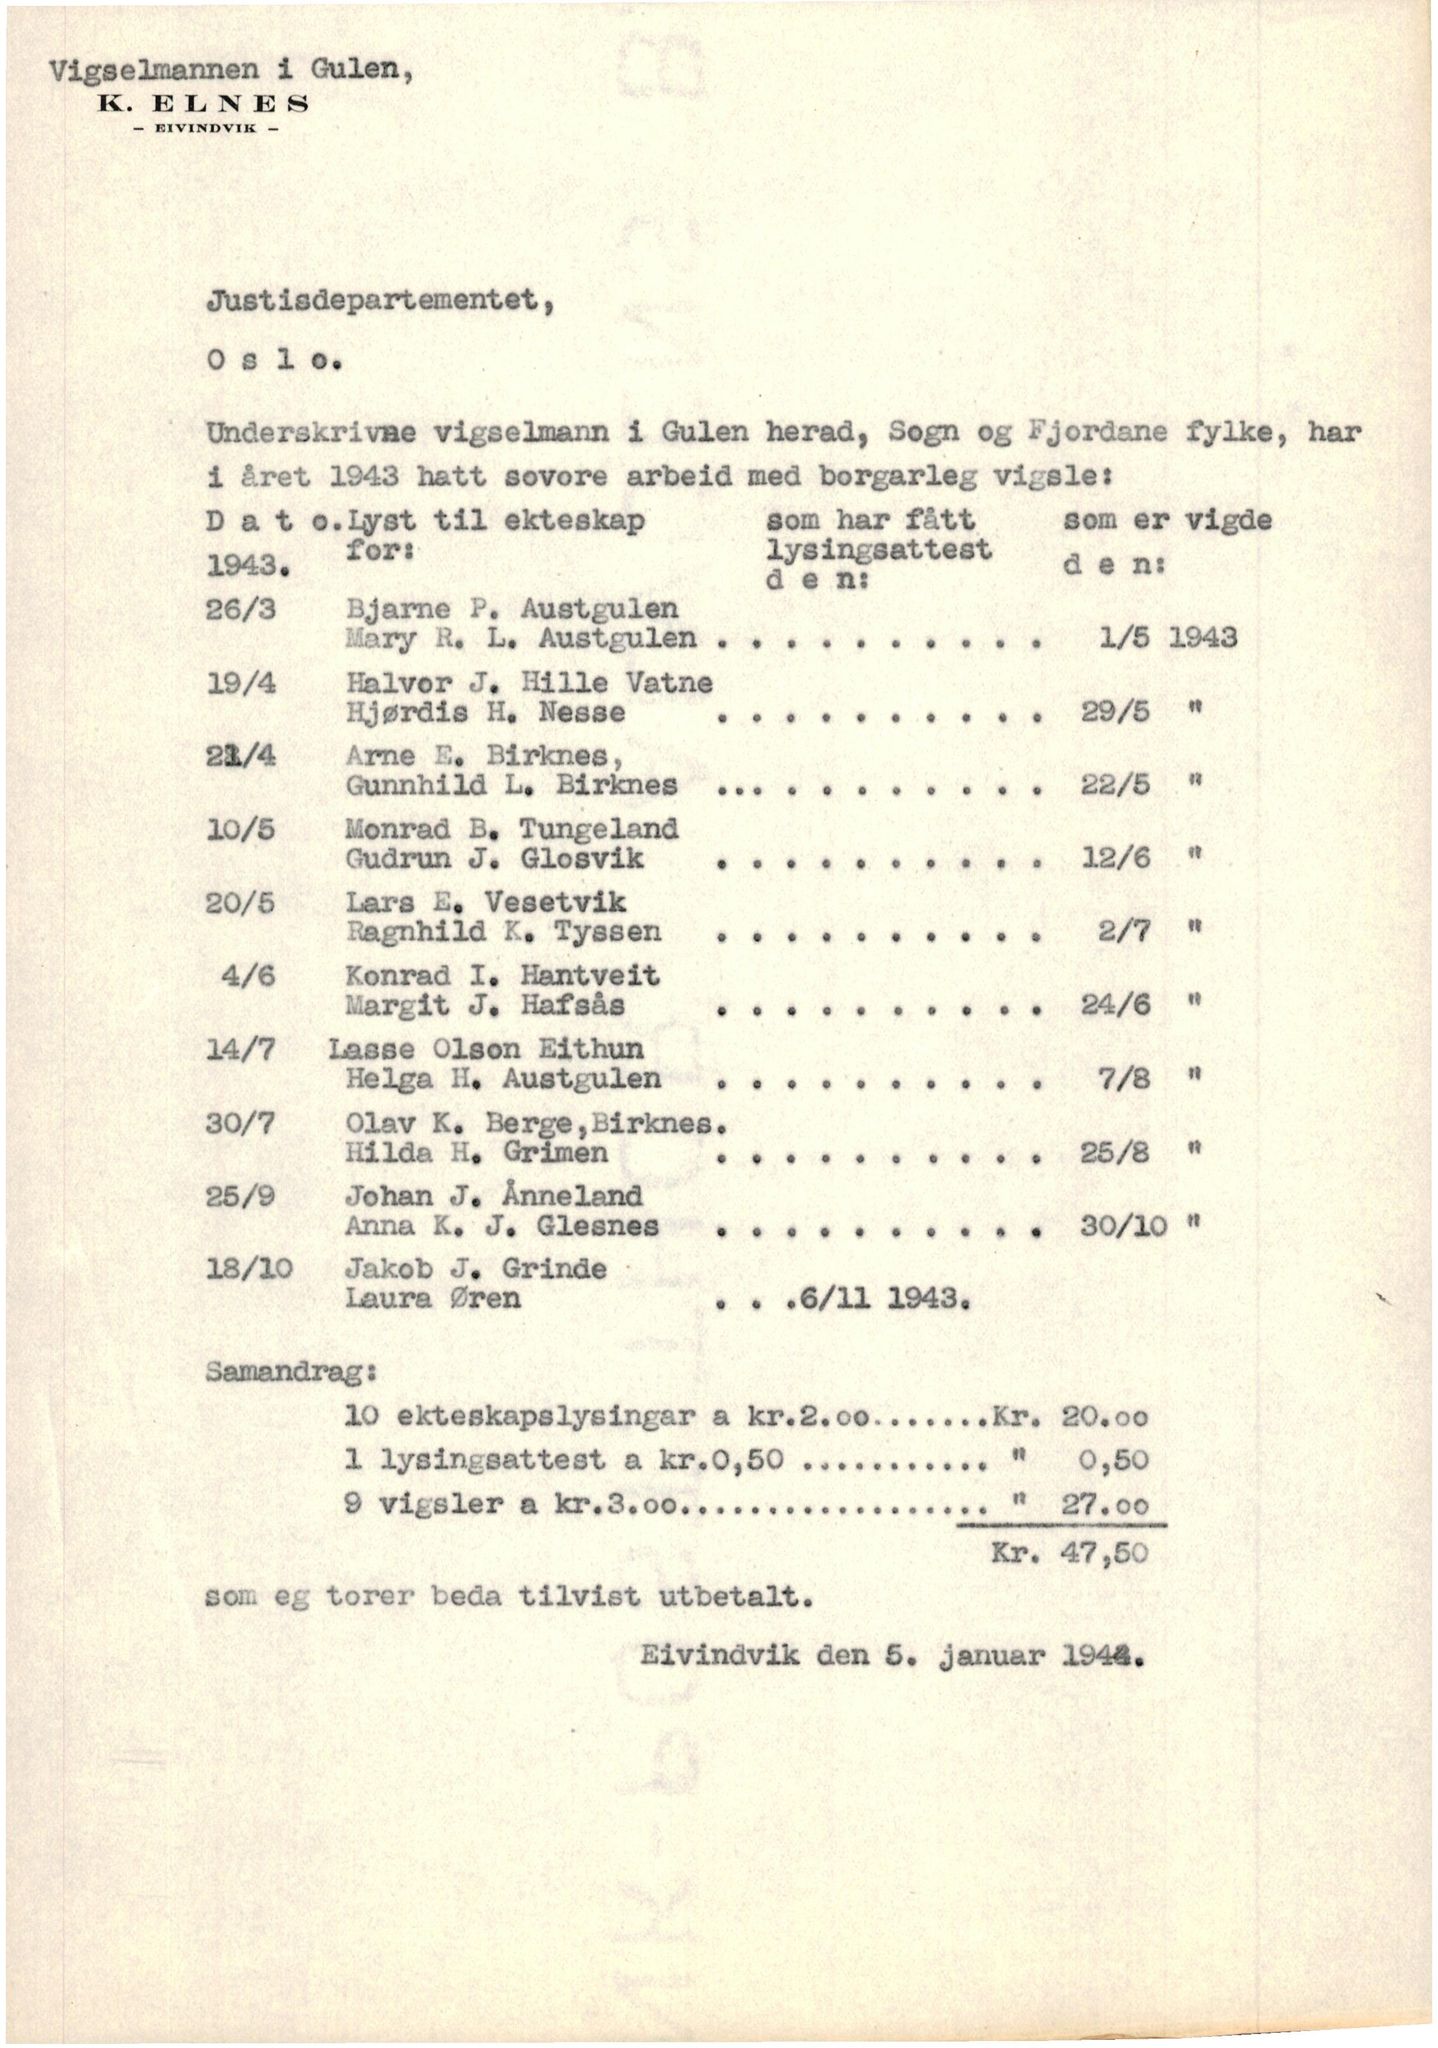 Vigselmannen i Gulen,
K. ELNES
- EIVINDVIK -
Justisdepartementet,
O s l o.
Underskrivne vigselmann i Gulen herad, Sogn og Fjordane fylke, har
i året 1943 hatt sovore arbeid med borgarleg vigsle:
D a t o. Lyst til ekteskap som har fått som er vigde
1943. for: lysingsattest d e n:
d e n:
26/3 Bjarne P. Austgulen
Mary R. L. Austgulen . . . . . . . . . . 1/5 1943
19/4 Halvor J. Hille Vatne
Hjørdis H. Nesse . . . . . . . . . . 29/5 "
21/4 Arne E. Birknes,
Gunnhild L. Birknes ... . . . . . . . . 22/5 "
10/5 Monrad B. Tungeland
Gudrun J. Glosvik . . . . . . . . . . 12/6 "
20/5 Lars E. Vesetvik
Ragnhild K. Tyssen . . . . . . . . . . 2/7 "
4/6 Konrad I. Hantveit
Margit J. Hafsås . . . . . . . . . . 24/6 "
14/7 Lasse Olson Eithun
Helga H. Austgulen . . . . . . . . . . 7/8 "
30/7 Olav K. Berge,Birknes.
Hilda H. Grimen . . . . . . . . . . 25/8 "
25/9 Johan J. Ånneland
Anna K. J. Glesnes . . . . . . . . . . 30/10 "
18/10 Jakob J. Grinde
Laura Øren . . .6/11 1943.
Samandrag:
10 ekteskapslysingar a kr.2.oo.......Kr. 20.oo
1 lysingsattest a kr.0,50 ........... " 0,50
9 vigsler a kr.3.oo.................. " 27.oo
Kr. 47,50
som eg torer beda tilvist utbetalt.
Eivindvik den 5. januar 1944.